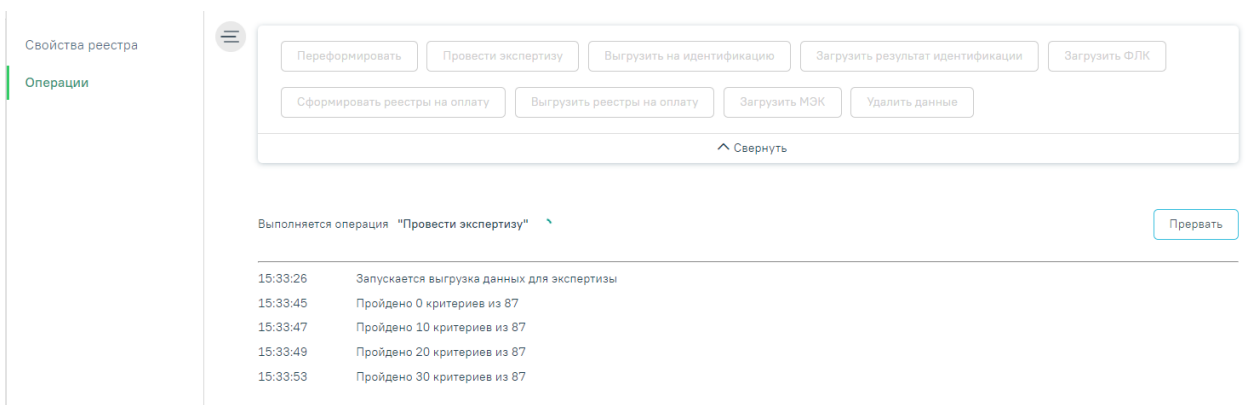 Свойства реестра
Операции
Переформировать Провести экспертизу Выгрузить на идентификацию Загрузить результат идентификации Загрузить ФЛК
Сформировать реестры на оплату Выгрузить реестры на оплату Загрузить МЭК Удалить данные
Свернуть
Выполняется операция "Провести экспертизу" Прервать
15:33:26 Запускается выгрузка данных для экспертизы
15:33:45 Пройдено 0 критериев из 87
15:33:47 Пройдено 10 критериев из 87
15:33:49 Пройдено 20 критериев из 87
15:33:53 Пройдено 30 критериев из 87